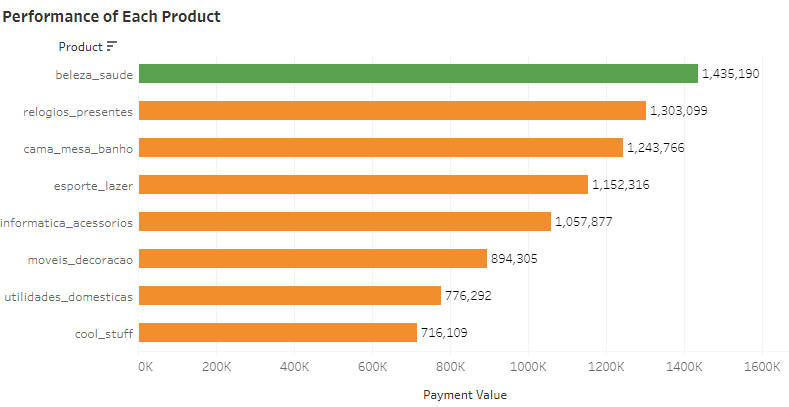 Performance of Each Product
Product
beleza_saude 1,435,190
relogios_presentes 1,303,099
cama_mesa_banho 1,243,766
esporte_lazer 1,152,316
informatica_acessorios 1,057,877
moveis_decoracao 894,305
utilidades_domesticas 776,292
cool_stuff 716,109
0K 200K 400K 600K 800K 1000K 1200K 1400K 1600K
Payment Value